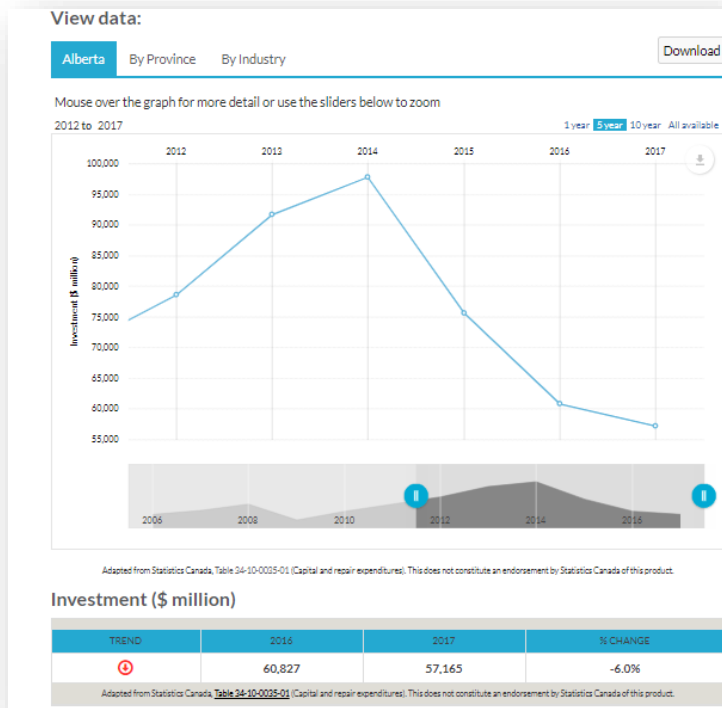 View data:
Alberta By Province By Industry Download
Mouse over the graph for more detail or use the sliders below to zoom
2012 to 2017 1 year 5 year 10 year All available
2012 2013 2014 2015 2016 2017
100,000
95,000
90,000
85,000
80,000
75,000
70,000
65,000
60,000
55,000
Investment ($ million)
2006 2008 2010 2012 2014 2016
Adapted from Statistics Canada, Table 34-10-0035-01 (Capital and repair expenditures). This does not constitute an endorsement by Statistics Canada of this product.
Investment ($ million)
TREND 2016 2017 % CHANGE
60,827 57,165 -6.0%
Adapted from Statistics Canada, Table 34-10-0035-01 (Capital and repair expenditures). This does not constitute an endorsement by Statistics Canada of this product.